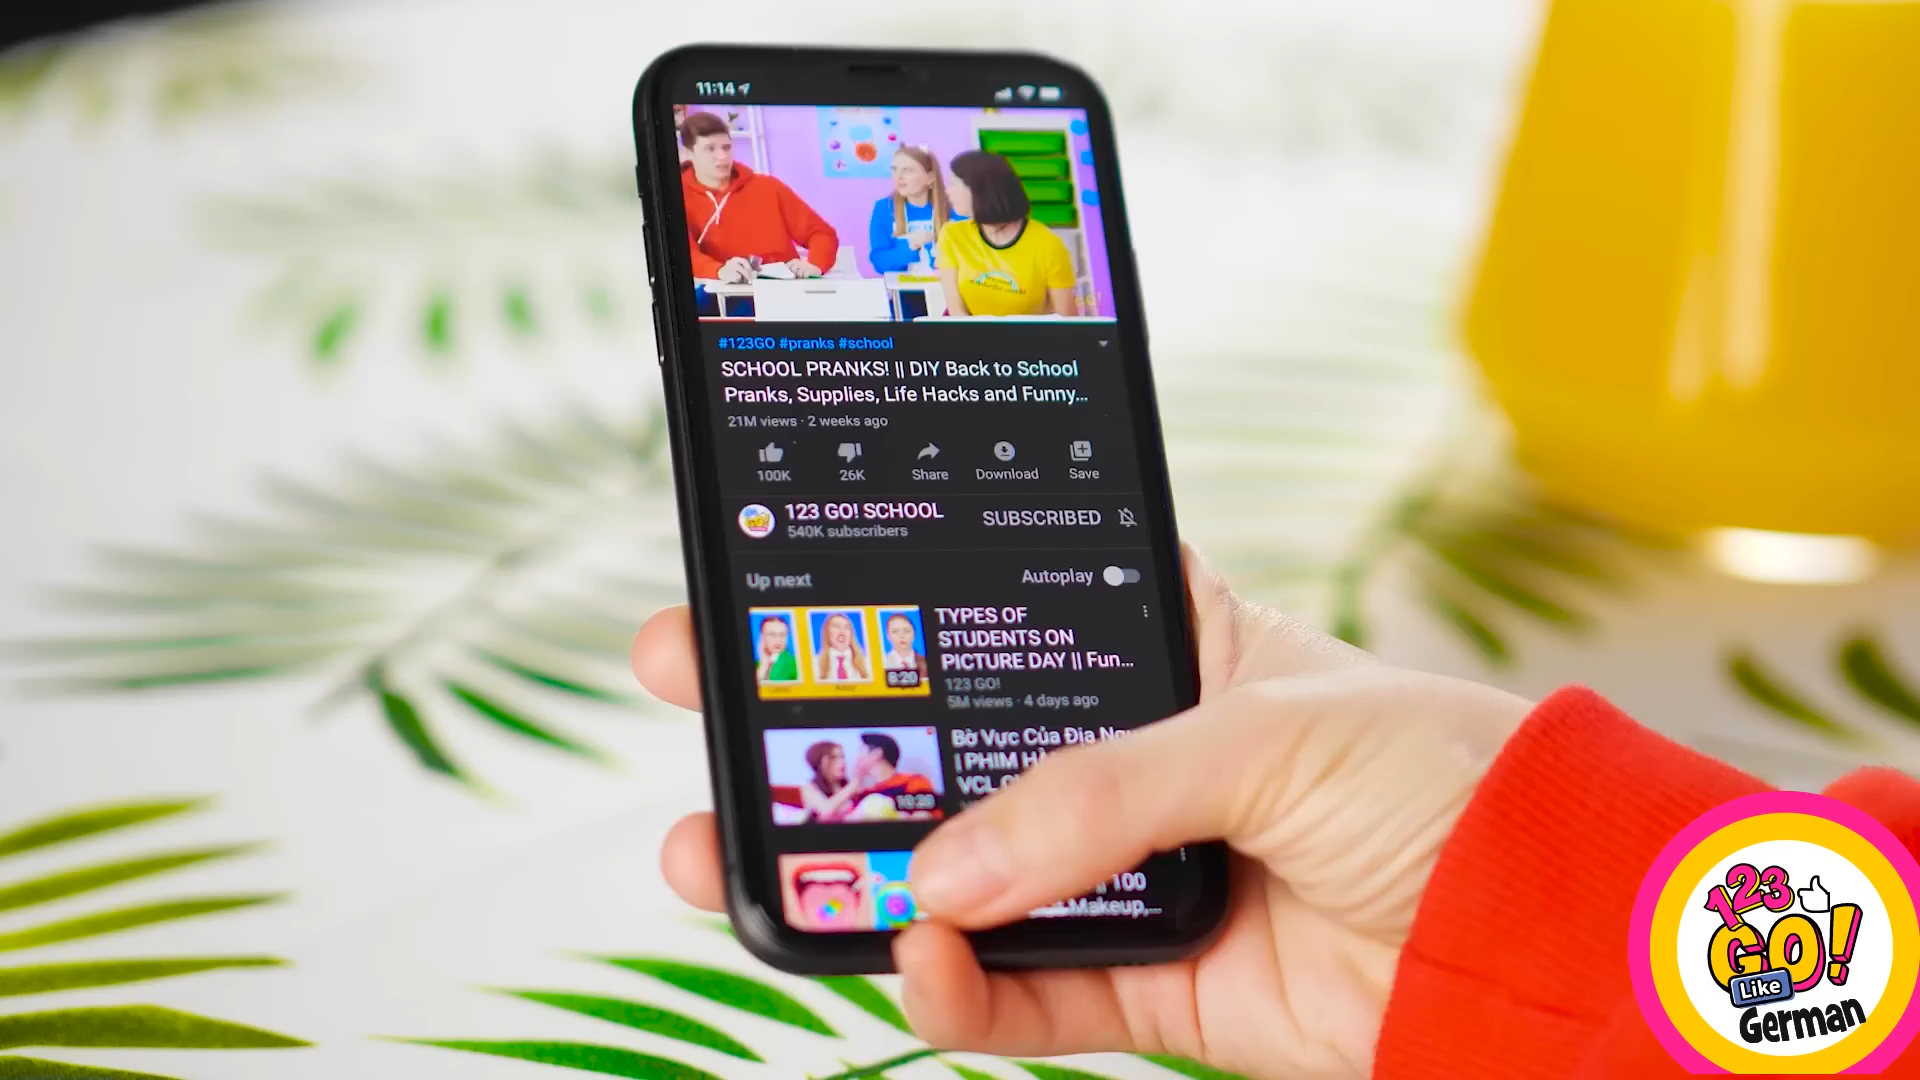 11:14
#123GO #pranks #school
SCHOOL PRANKS! || DIY Back to School
Pranks, Supplies, Life Hacks and Funny...
21M views · 2 weeks ago
100K
26K
Share
Download
Save
123 GO! SCHOOL
540K subscribers
SUBSCRIBED
Up next
Autoplay
TYPES OF
STUDENTS ON
PICTURE DAY || Fun...
123 GO!
5M views · 4 days ago
8:20
Bờ Vực Của Địa
| PHIM
VCL
10:20
100
Makeup,...
123
GO!
Like
German